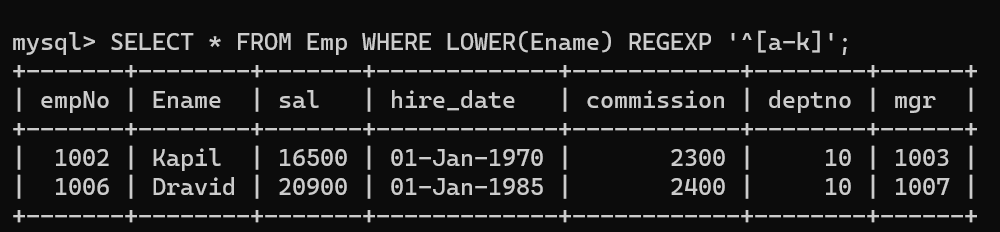 mysql> SELECT * FROM Emp WHERE LOWER(Ename) REGEXP '^[a-k]';
+-------+---------+-------+-------------+------------+--------+------+
| empNo | Ename   | sal   | hire_date   | commission | deptno | mgr  |
+-------+---------+-------+-------------+------------+--------+------+
|  1002 | Kapil   | 16500 | 01-Jan-1970 |       2300 |     10 | 1003 |
|  1006 | Dravid  | 20900 | 01-Jan-1985 |       2400 |     10 | 1007 |
+-------+---------+-------+-------------+------------+--------+------+